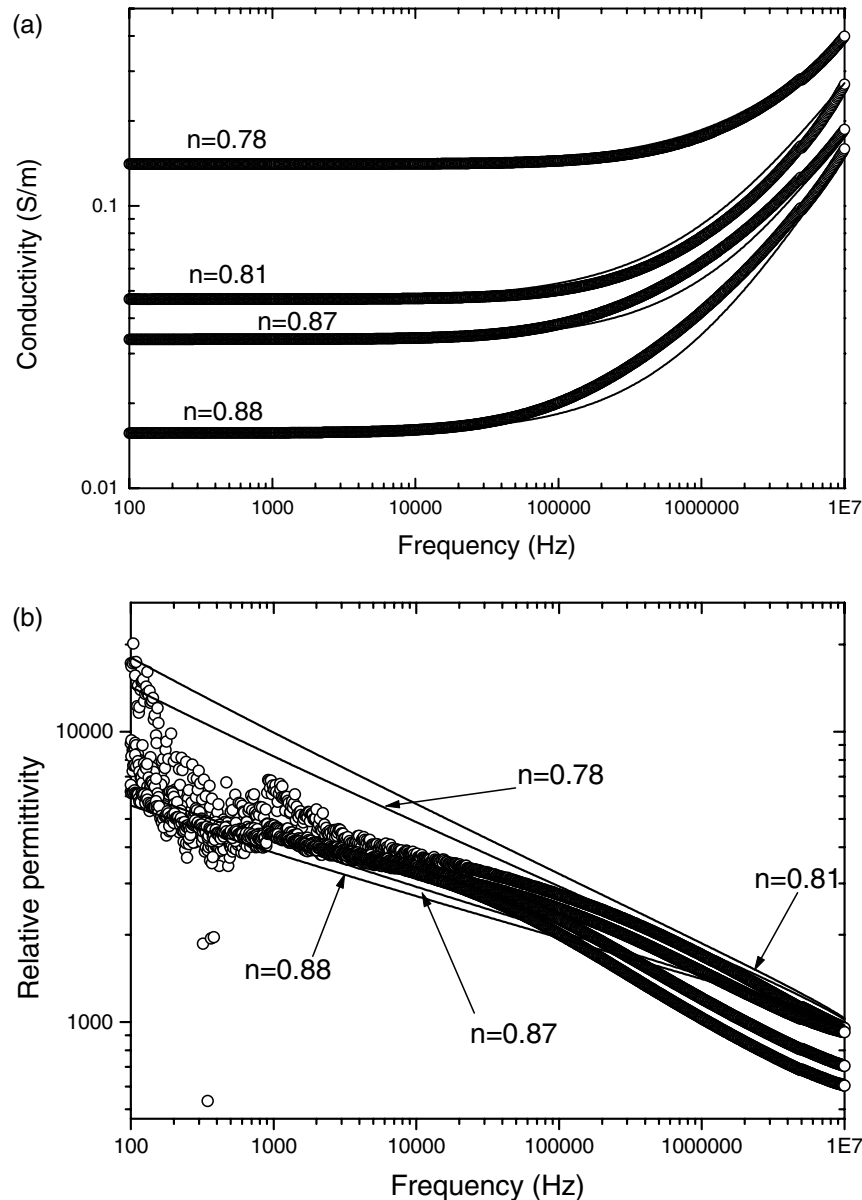 (a)
Conductivity (S/m)
0.1
0.01
n=0.78
n=0.81
n=0.87
n=0.88
100
1000
10000
100000
1000000
1E7
Frequency (Hz)
(b)
Relative permittivity
10000
1000
n=0.78
n=0.81
n=0.88
n=0.87
100
1000
10000
100000
1000000
1E7
Frequency (Hz)